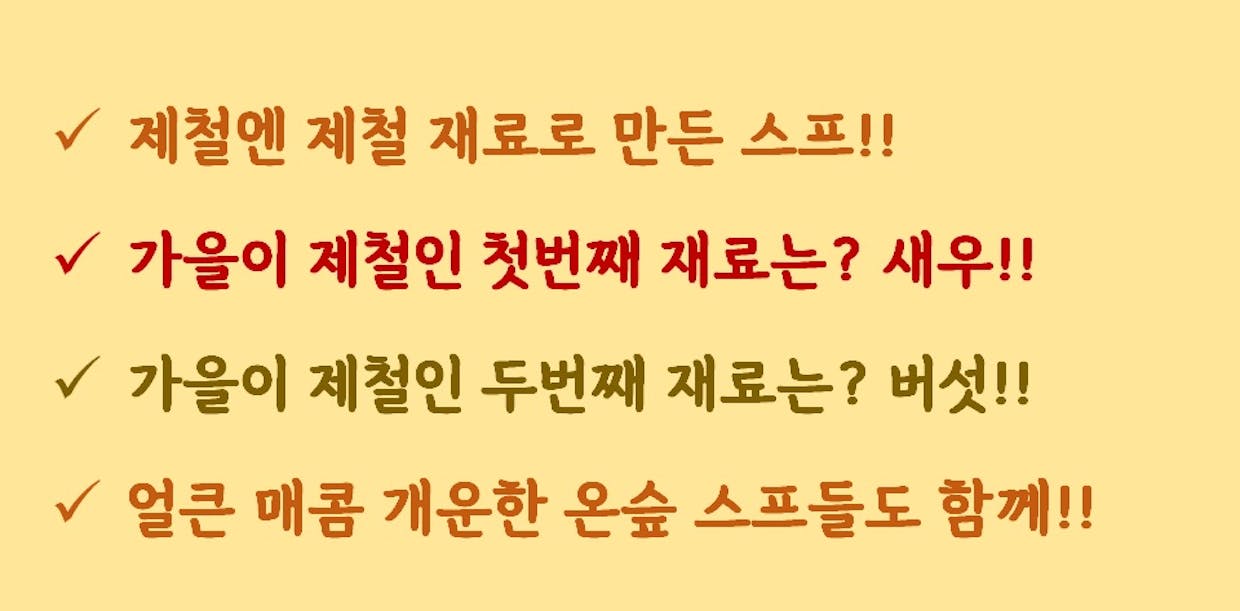 ✓ 제철엔 제철 재료로 만든 스프!!
✓ 가을이 제철인 첫번째 재료는? 새우!!
✓ 가을이 제철인 두번째 재료는? 버섯!!
✓ 얼큰 매콤 개운한 온숲 스프들도 함께!!